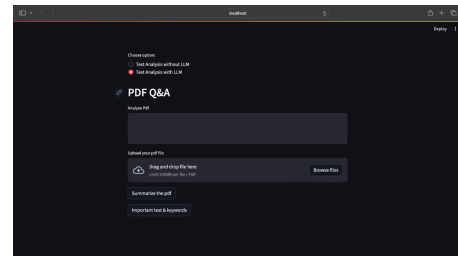 localhost
Deploy
Choose option:
Text Analysis without LLM
Text Analysis with LLM
PDF Q&A
Analyse Pdf
Upload your pdf file
Drag and drop file here
Limit 200MB per file • PDF
Browse files
Summarize the pdf
Important text & keywords